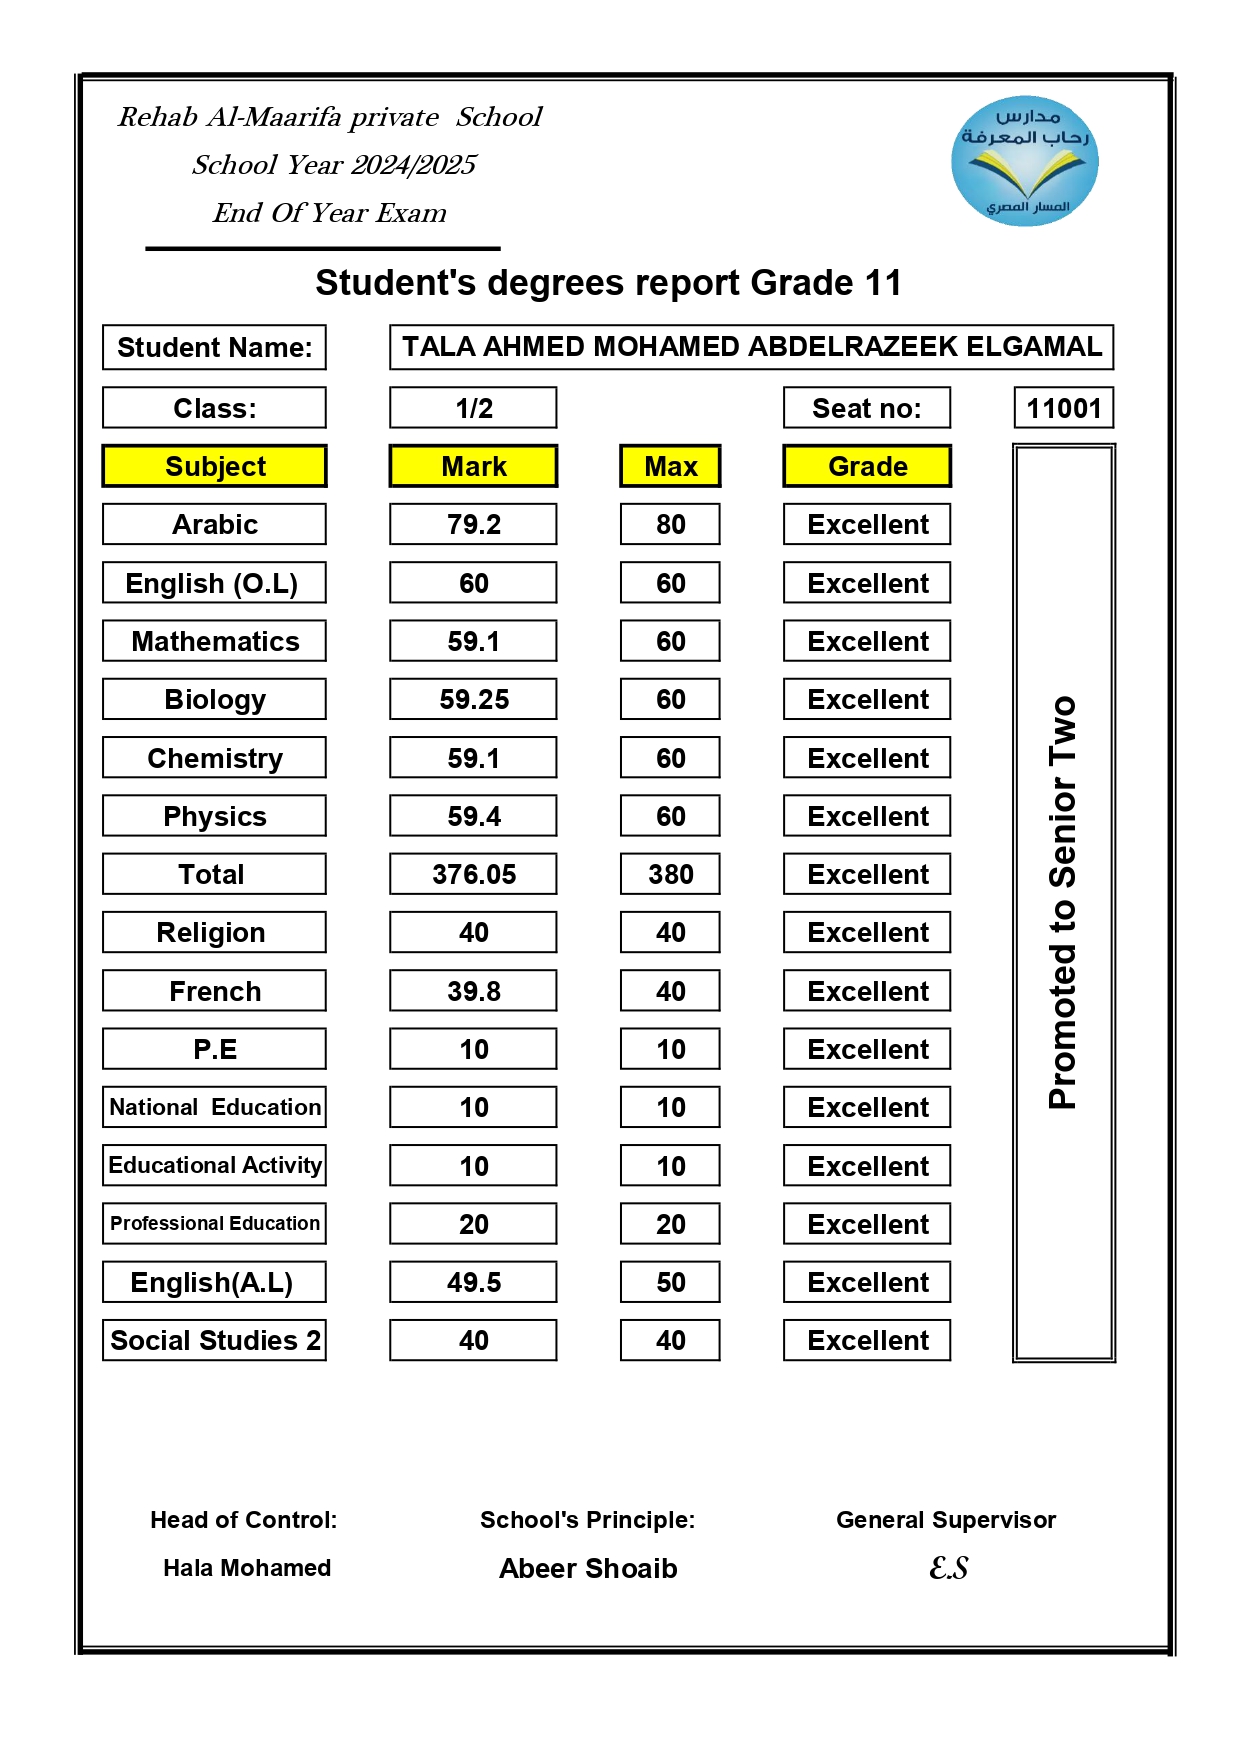 Rehab Al-Maarifa private School
School Year 2024/2025
End Of Year Exam
مدارس
رحاب المعرفة
المسار المصري
Student's degrees report Grade 11
Student Name: TALA AHMED MOHAMED ABDELRAZEEK ELGAMAL
Class: 1/2 Seat no: 11001
Subject Mark Max Grade
Arabic 79.2 80 Excellent
English (O.L) 60 60 Excellent
Mathematics 59.1 60 Excellent
Biology 59.25 60 Excellent
Chemistry 59.1 60 Excellent
Physics 59.4 60 Excellent
Total 376.05 380 Excellent
Religion 40 40 Excellent
French 39.8 40 Excellent
P.E 10 10 Excellent
National Education 10 10 Excellent
Educational Activity 10 10 Excellent
Professional Education 20 20 Excellent
English(A.L) 49.5 50 Excellent
Social Studies 2 40 40 Excellent
Promoted to Senior Two
Head of Control: School's Principle: General Supervisor
Hala Mohamed Abeer Shoaib E.S